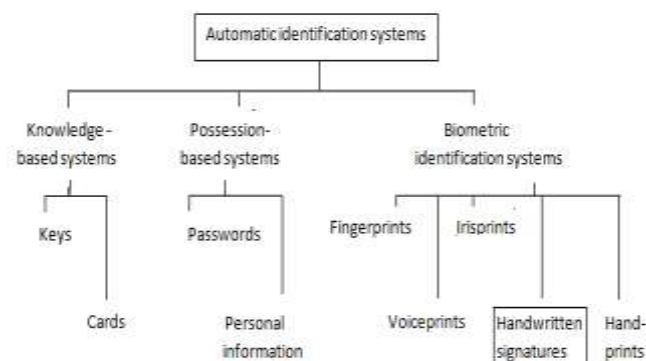 Automatic identification systems
Knowledge-
based systems
Possession-
based systems
Biometric
identification systems
Keys
Passwords
Fingerprints
Irisprints
Cards
Personal
information
Voiceprints
Handwritten
signatures
Hand-
prints